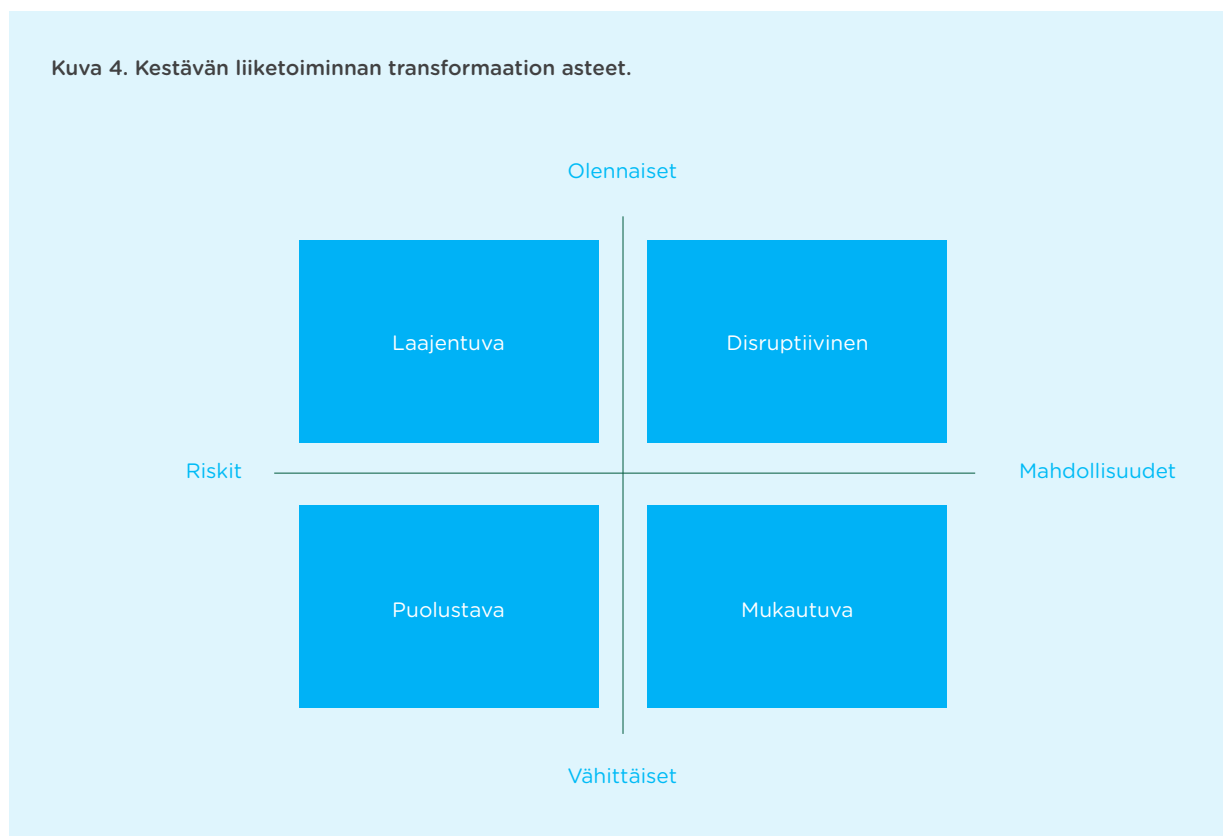 Kuva 4. Kestävän liiketoiminnan transformaation asteet.
Olennaiset
Laajentuva
Disruptiivinen
Riskit
Mahdollisuudet
Puolustava
Mukautuva
Vähittäiset